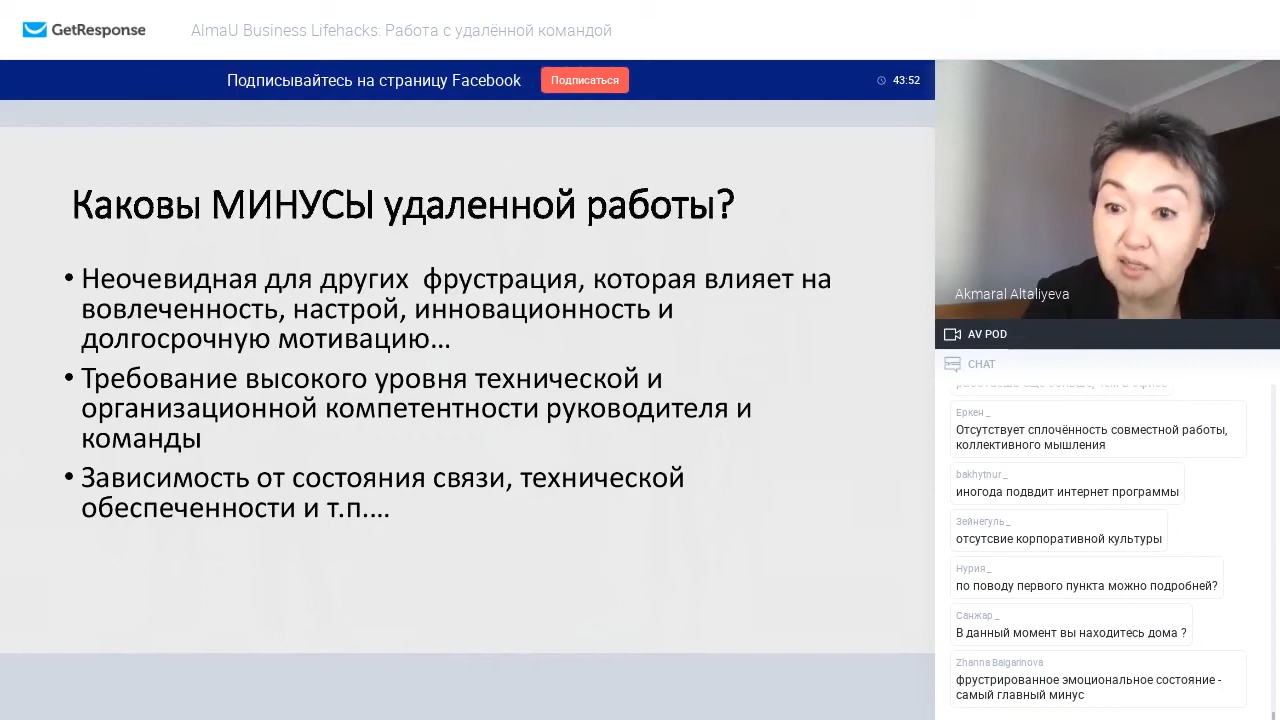 GetResponse
AlmaU Business Lifehacks: Работа с удалённой командой
Подписывайтесь на страницу Facebook
Подписаться
43:52
Каковы МИНУСЫ удаленной работы?
• Неочевидная для других фрустрация, которая влияет на
вовлеченность, настрой, инновационность и
долгосрочную мотивацию…
• Требование высокого уровня технической и
организационной компетентности руководителя и
команды
• Зависимость от состояния связи, технической
обеспеченности и т.п.…
Akmaral Altaliyeva
AV POD
CHAT
Еркен _
Отсутствует сплочённость совместной работы,
коллективного мышления
bakhytnur _
иногода подвдит интернет программы
Зейнегуль _
отсутсвие корпоративной культуры
Нурия _
по поводу первого пункта можно подробней?
Санжар _
В данный момент вы находитесь дома ?
Zhanna Balgarinova
фрустрированное эмоциональное состояние -
самый главный минус